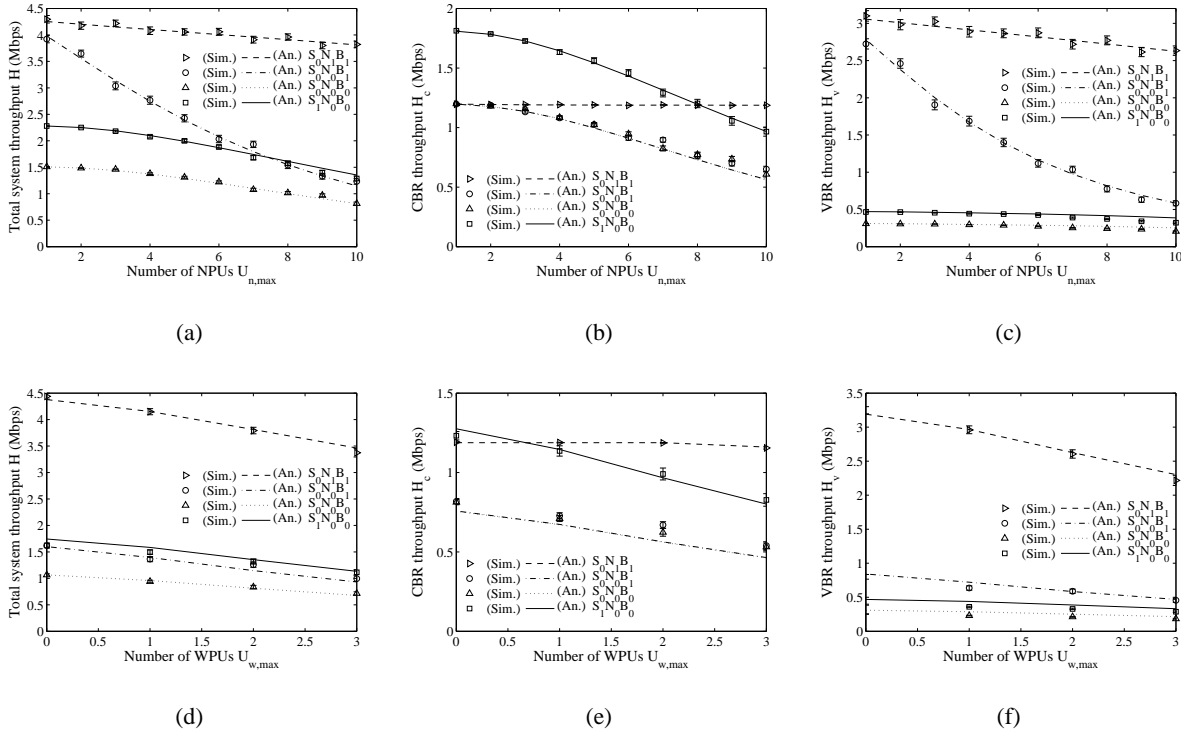 Total system throughput H (Mbps)
4.5
4
3.5
3
2.5
2
1.5
1
0.5
0
(Sim.) (An.) S0N1B1
(Sim.) (An.) S0N0B1
(Sim.) (An.) S0N0B0
(Sim.) (An.) S1N0B0
2 4 6 8 10
Number of NPUs Un,max
(a)
CBR throughput Hc (Mbps)
2
1.5
1
0.5
0
(Sim.) (An.) S0N1B1
(Sim.) (An.) S0N0B1
(Sim.) (An.) S0N0B0
(Sim.) (An.) S1N0B0
2 4 6 8 10
Number of NPUs Un,max
(b)
VBR throughput Hv (Mbps)
3
2.5
2
1.5
1
0.5
0
(Sim.) (An.) S0N1B1
(Sim.) (An.) S0N0B1
(Sim.) (An.) S0N0B0
(Sim.) (An.) S1N0B0
2 4 6 8 10
Number of NPUs Un,max
(c)
Total system throughput H (Mbps)
4.5
4
3.5
3
2.5
2
1.5
1
0.5
0
(Sim.) (An.) S0N1B1
(Sim.) (An.) S0N0B1
(Sim.) (An.) S0N0B0
(Sim.) (An.) S1N0B0
0 0.5 1 1.5 2 2.5 3
Number of WPUs Uw,max
(d)
CBR throughput Hc (Mbps)
1.5
1
0.5
0
(Sim.) (An.) S0N1B1
(Sim.) (An.) S0N0B1
(Sim.) (An.) S0N0B0
(Sim.) (An.) S1N0B0
0 0.5 1 1.5 2 2.5 3
Number of WPUs Uw,max
(e)
VBR throughput Hv (Mbps)
3.5
3
2.5
2
1.5
1
0.5
0
(Sim.) (An.) S0N1B1
(Sim.) (An.) S0N0B1
(Sim.) (An.) S0N0B0
(Sim.) (An.) S1N0B0
0 0.5 1 1.5 2 2.5 3
Number of WPUs Uw,max
(f)